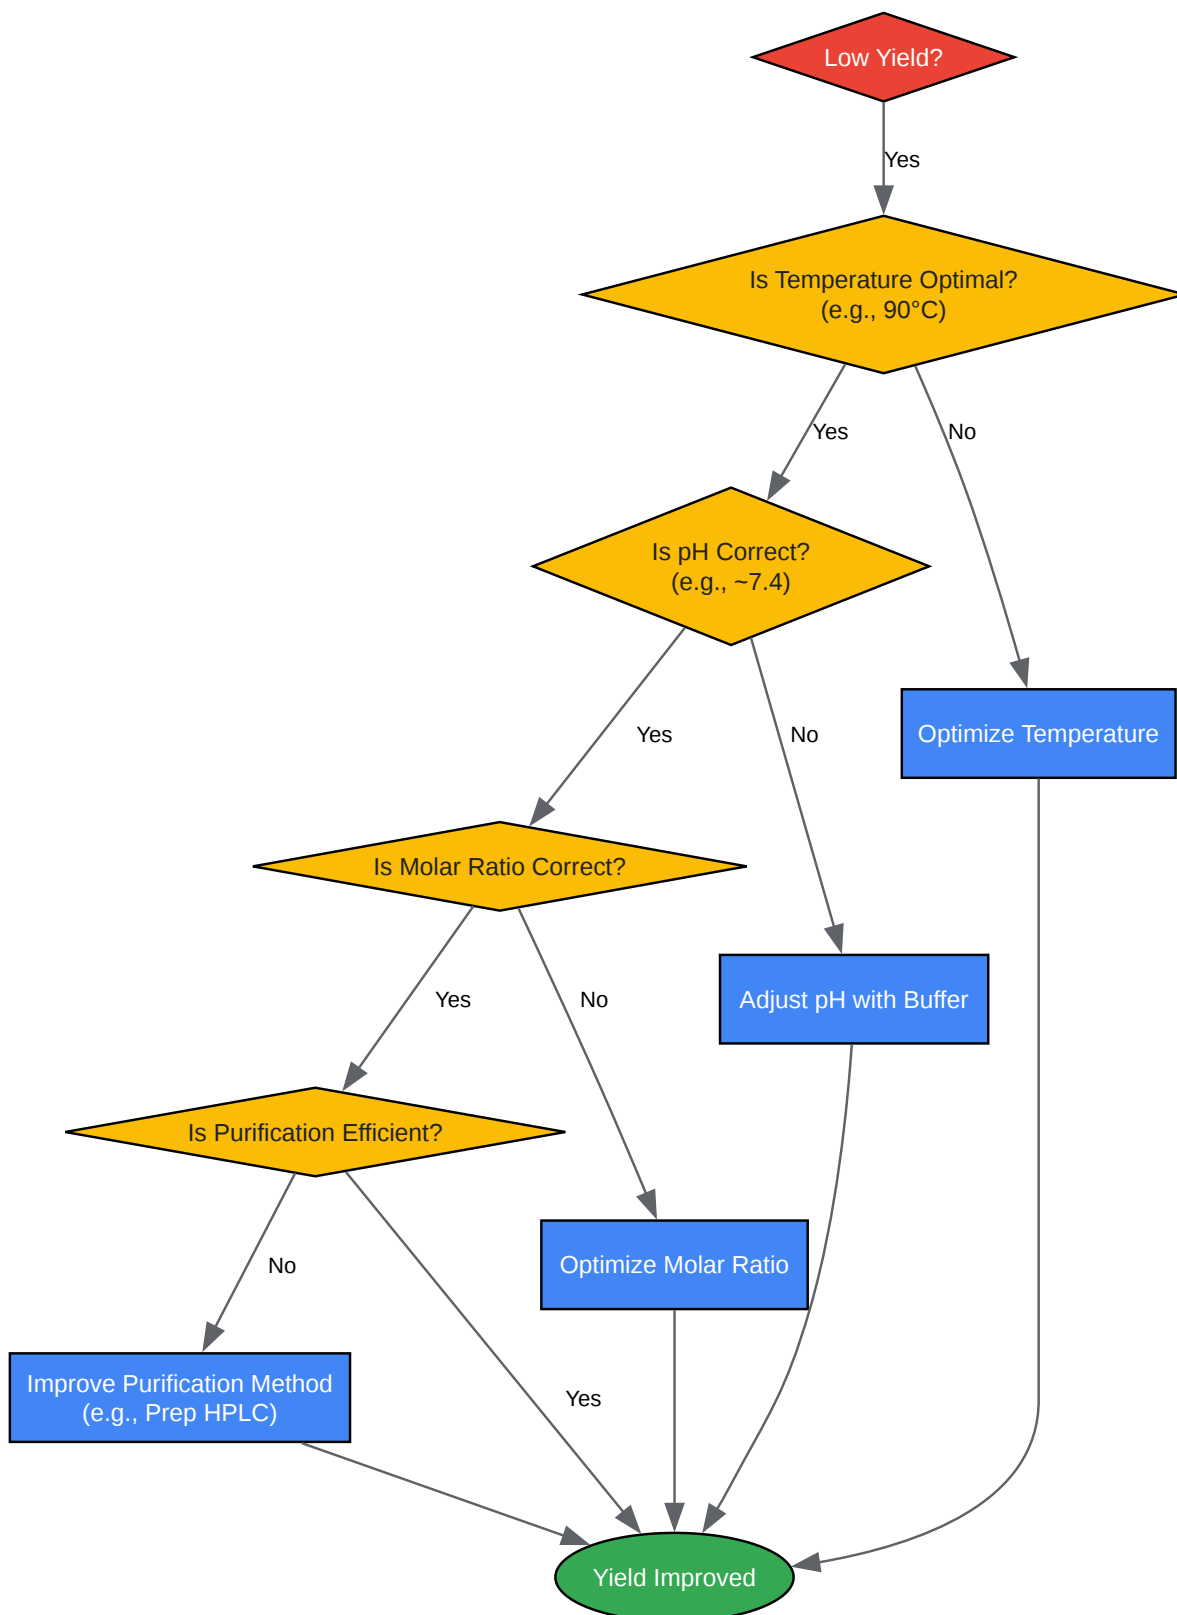 Low Yield?
Yes
Is Temperature Optimal?
(e.g., 90°C)
Yes
No
Is pH Correct?
(e.g., ~7.4)
Yes
No
Optimize Temperature
Is Molar Ratio Correct?
Yes
No
Adjust pH with Buffer
Is Purification Efficient?
No
Optimize Molar Ratio
Improve Purification Method
(e.g., Prep HPLC)
Yes
Yield Improved